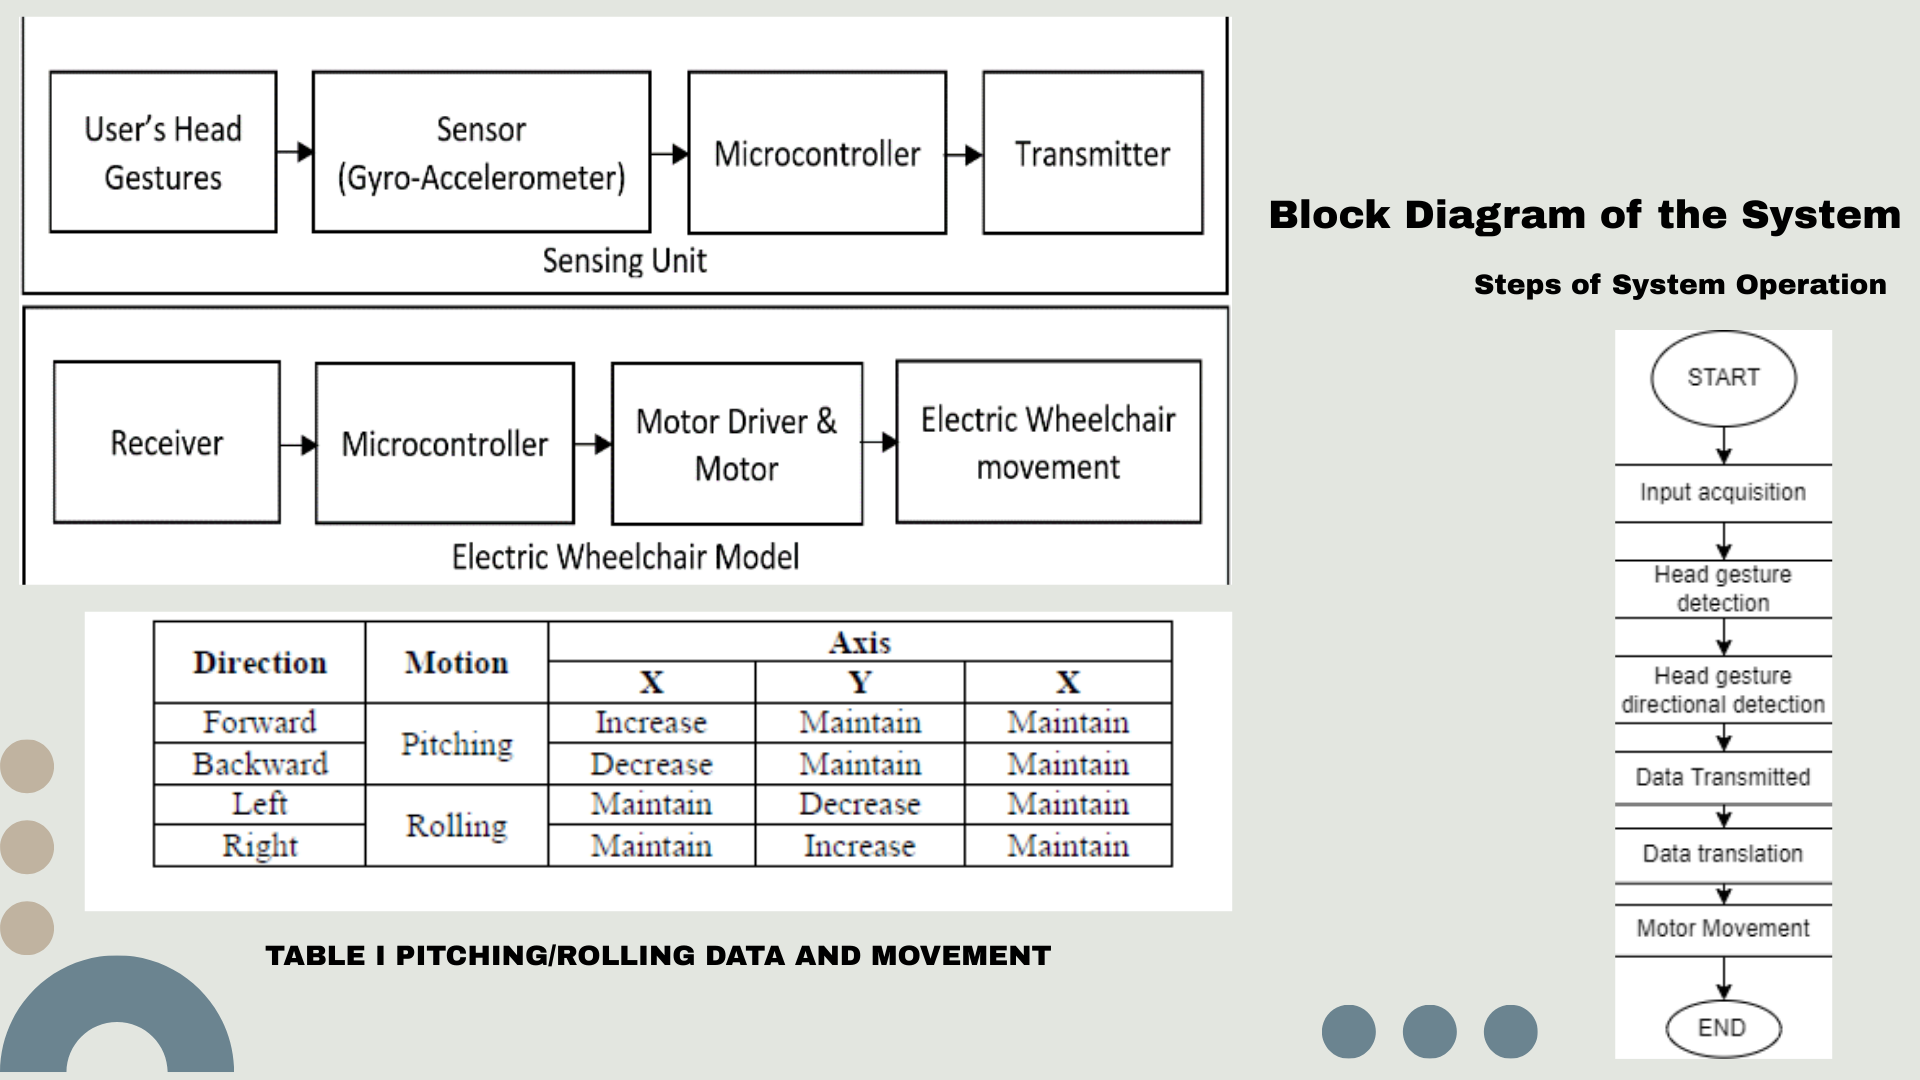 User's Head
Gestures
Sensor
(Gyro-Accelerometer)
Microcontroller
Transmitter
Sensing Unit
Receiver
Microcontroller
Motor Driver &
Motor
Electric Wheelchair
movement
Electric Wheelchair Model
Direction Motion Axis
X Y X
Forward Pitching Increase Maintain Maintain
Backward Decrease Maintain Maintain
Left Rolling Maintain Decrease Maintain
Right Maintain Increase Maintain
TABLE I PITCHING/ROLLING DATA AND MOVEMENT
Block Diagram of the System
Steps of System Operation
START
Input acquisition
Head gesture
detection
Head gesture
directional detection
Data Transmitted
Data translation
Motor Movement
END